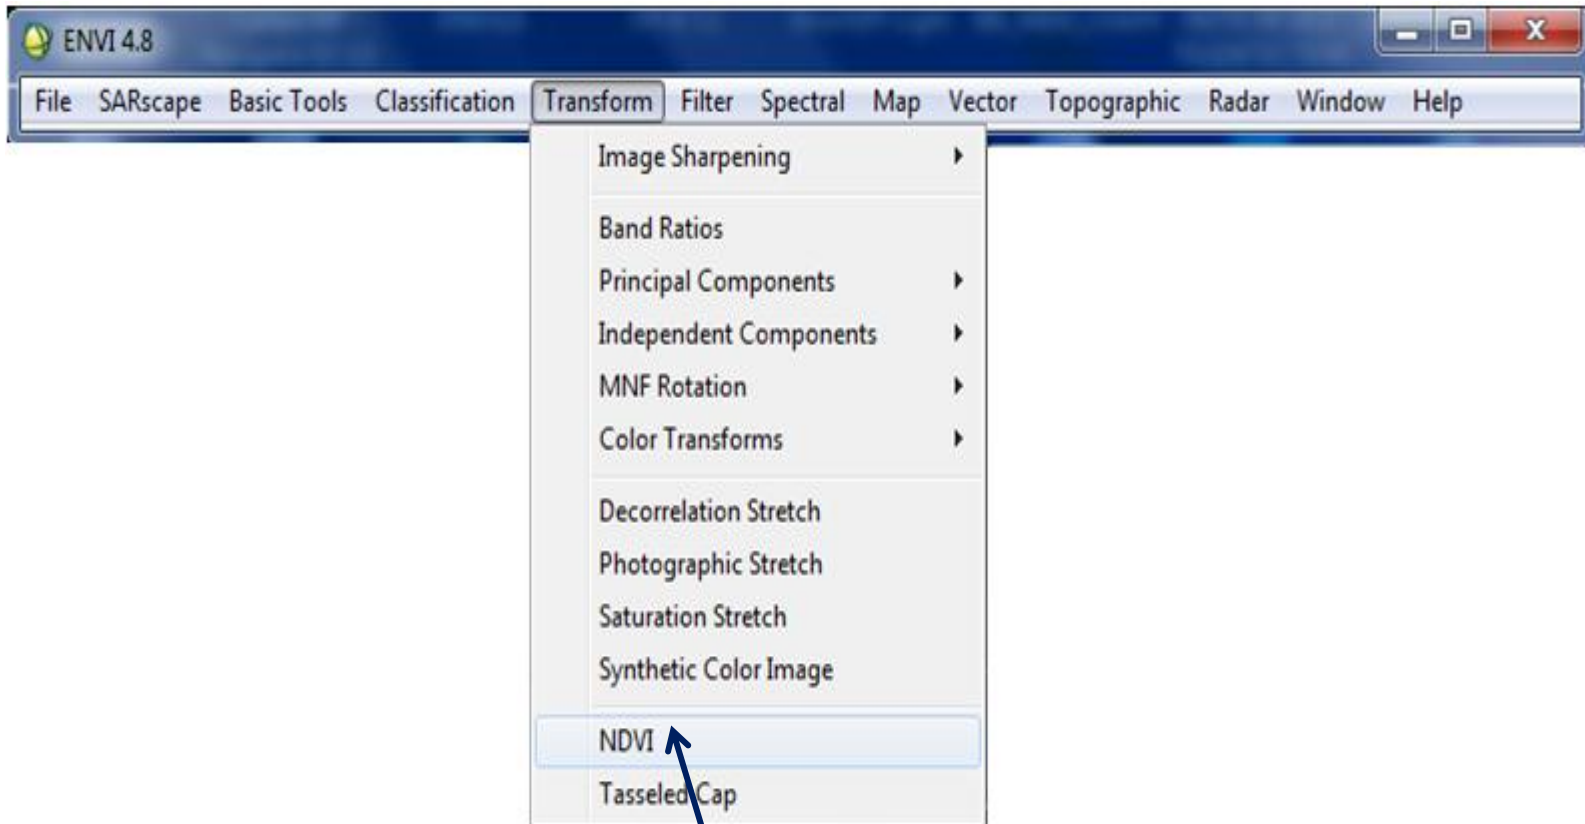 ENVI 4.8
File SARscape Basic Tools Classification Transform Filter Spectral Map Vector Topographic Radar Window Help
Image Sharpening
Band Ratios
Principal Components
Independent Components
MNF Rotation
Color Transforms
Decorrelation Stretch
Photographic Stretch
Saturation Stretch
Synthetic Color Image
NDVI
Tasseled Cap